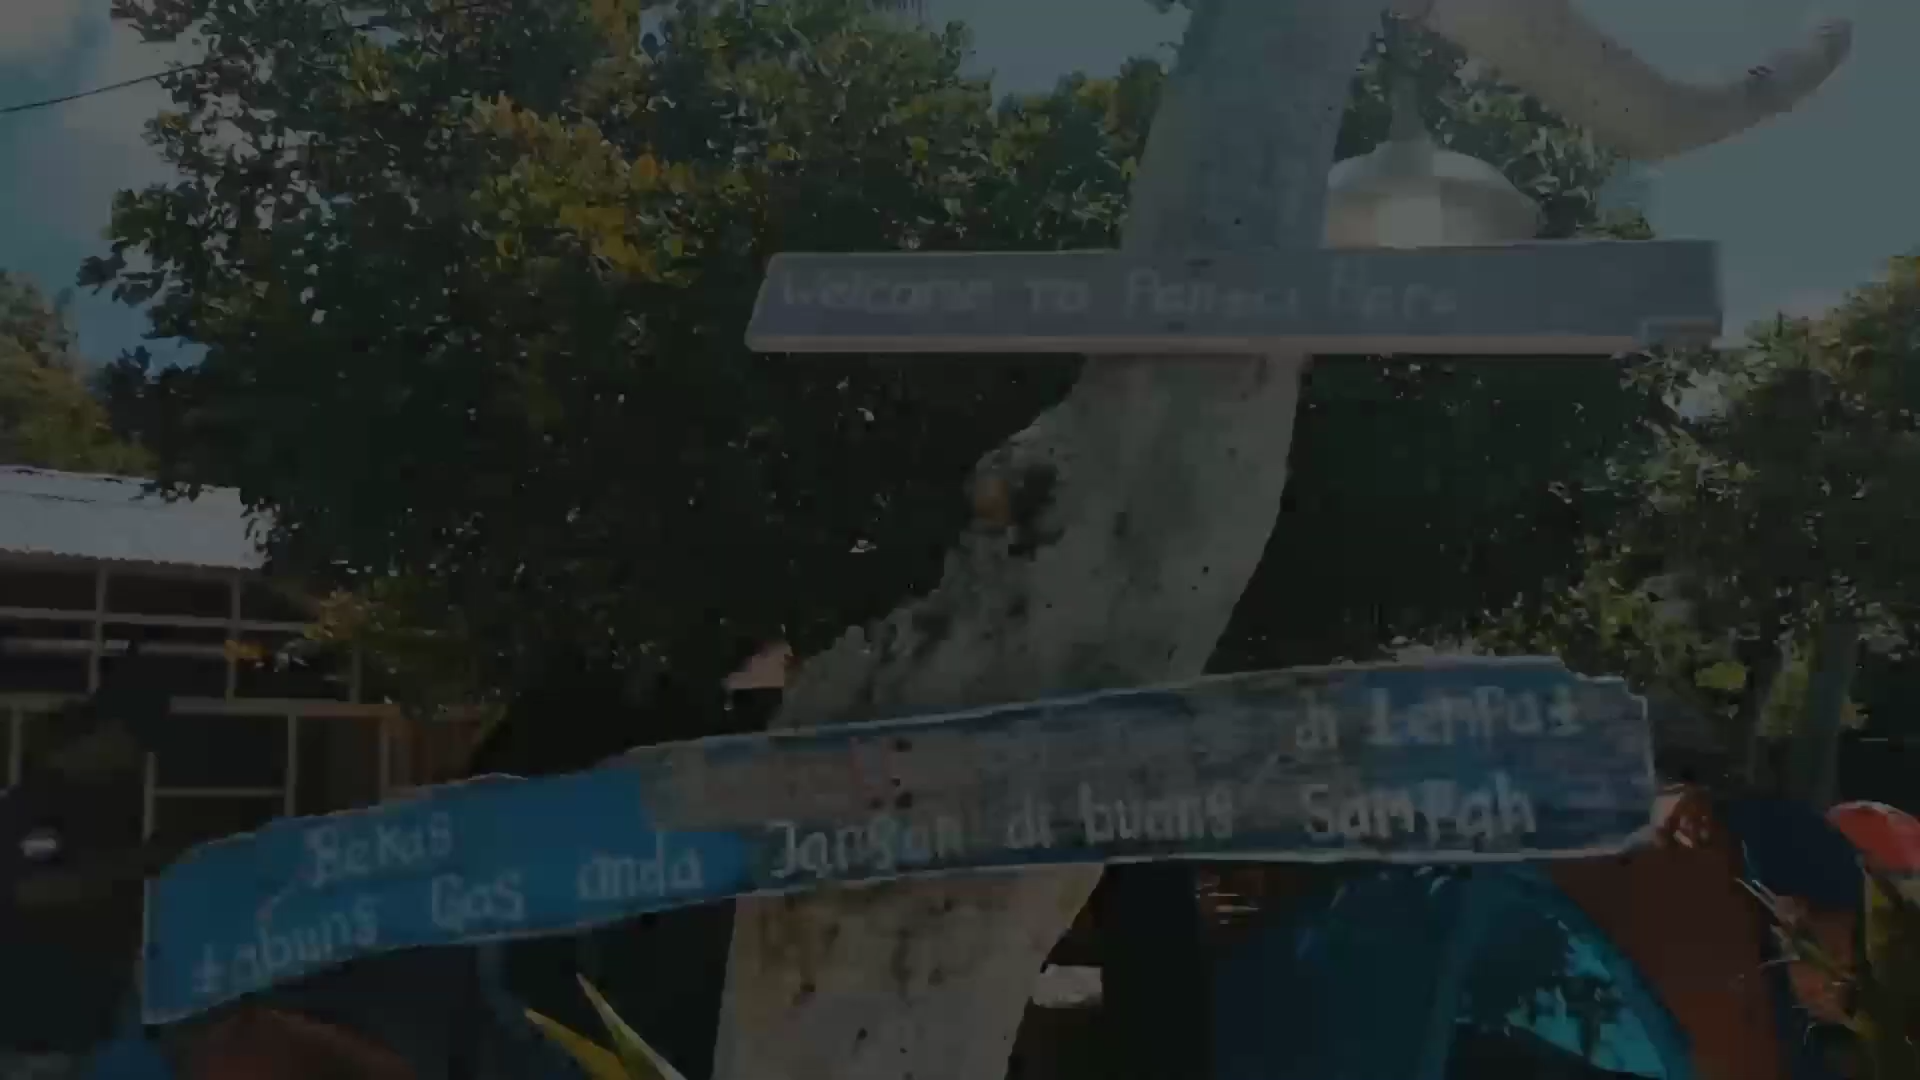 Welcome To
di tempat
Bekas
tabung Gas anda Jangan di buang Sampah